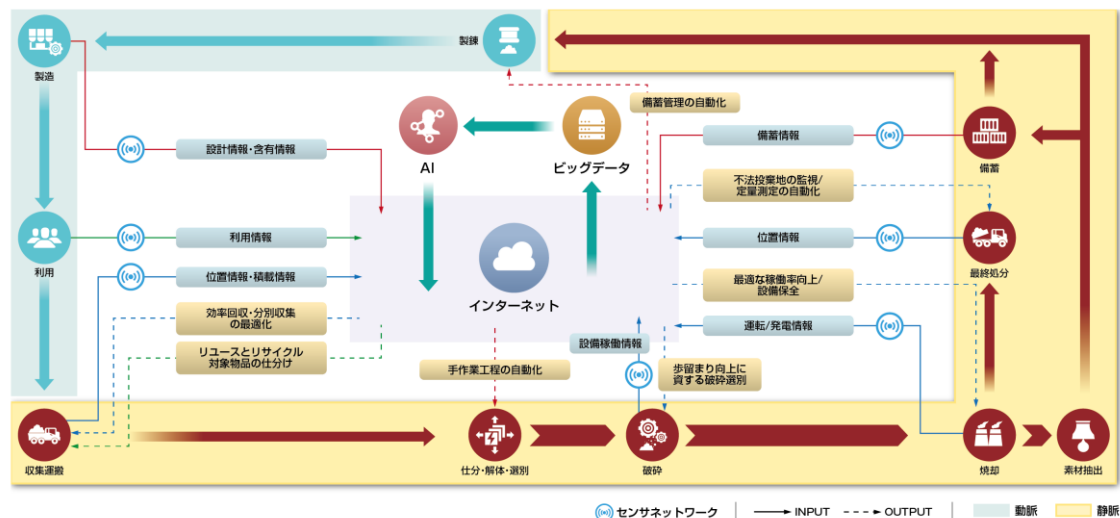 製錬
製造
備蓄管理の自動化
備蓄情報
備蓄
AI
ビッグデータ
設計情報・含有情報
不法投棄地の監視/
定量測定の自動化
利用
利用情報
位置情報
最終処分
位置情報・積載情報
インターネット
最適な稼働率向上/
設備保全
効率回収・分別収集
の最適化
運転/発電情報
設備稼働情報
リユースとリサイクル
対象物品の仕分け
手作業工程の自動化
歩留まり向上に
資する破砕選別
収集運搬
仕分・解体・選別
破砕
焼却
素材抽出
センサネットワーク
INPUT
OUTPUT
動脈
静脈